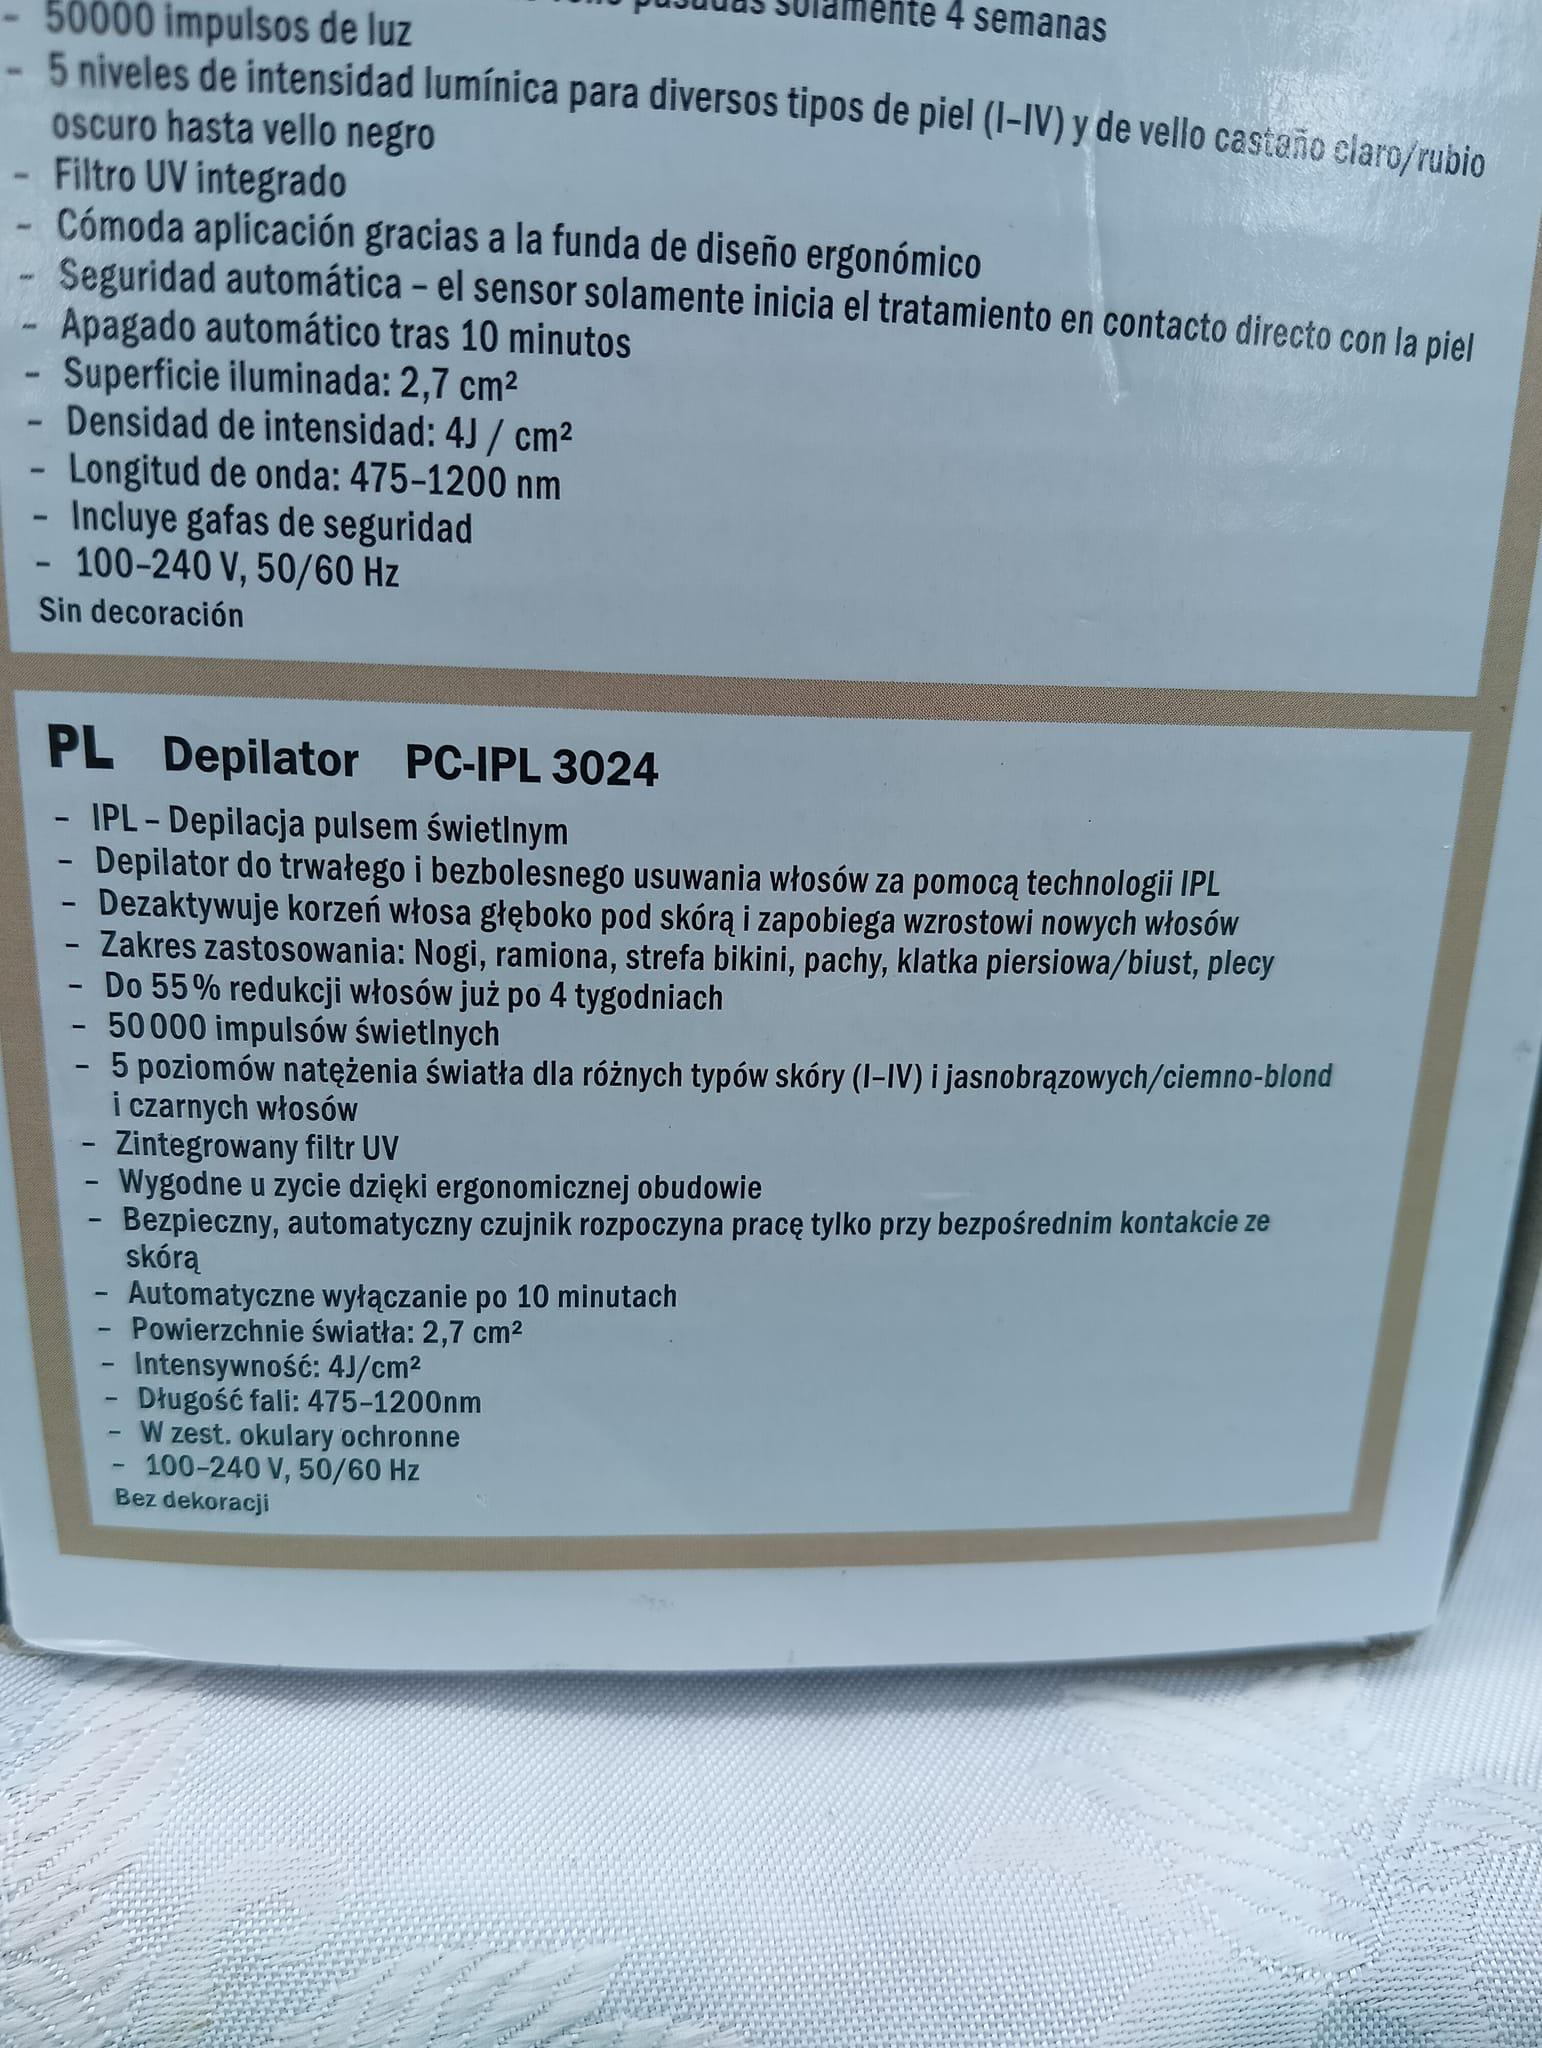 pasadas solamente 4 semanas
- 50000 impulsos de luz
- 5 niveles de intensidad lumínica para diversos tipos de piel (I–IV) y de vello castaño claro/rubio
oscuro hasta vello negro
- Filtro UV integrado
- Cómoda aplicación gracias a la funda de diseño ergonómico
- Seguridad automática – el sensor solamente inicia el tratamiento en contacto directo con la piel
- Apagado automático tras 10 minutos
- Superficie iluminada: 2,7 cm²
- Densidad de intensidad: 4J / cm²
- Longitud de onda: 475–1200 nm
- Incluye gafas de seguridad
- 100–240 V, 50/60 Hz
Sin decoración
PL Depilator PC-IPL 3024
- IPL – Depilacja pulsem świetlnym
- Depilator do trwałego i bezbolesnego usuwania włosów za pomocą technologii IPL
- Dezaktywuje korzeń włosa głęboko pod skórą i zapobiega wzrostowi nowych włosów
- Zakres zastosowania: Nogi, ramiona, strefa bikini, pachy, klatka piersiowa/biust, plecy
- Do 55% redukcji włosów już po 4 tygodniach
- 50 000 impulsów świetlnych
- 5 poziomów natężenia światła dla różnych typów skóry (I–IV) i jasnobrązowych/ciemno-blond
i czarnych włosów
- Zintegrowany filtr UV
- Wygodne u zycie dzięki ergonomicznej obudowie
- Bezpieczny, automatyczny czujnik rozpoczyna pracę tylko przy bezpośrednim kontakcie ze
skórą
- Automatyczne wyłączanie po 10 minutach
- Powierzchnie światła: 2,7 cm²
- Intensywność: 4J/cm²
- Długość fali: 475–1200nm
- W zest. okulary ochronne
- 100–240 V, 50/60 Hz
Bez dekoracji